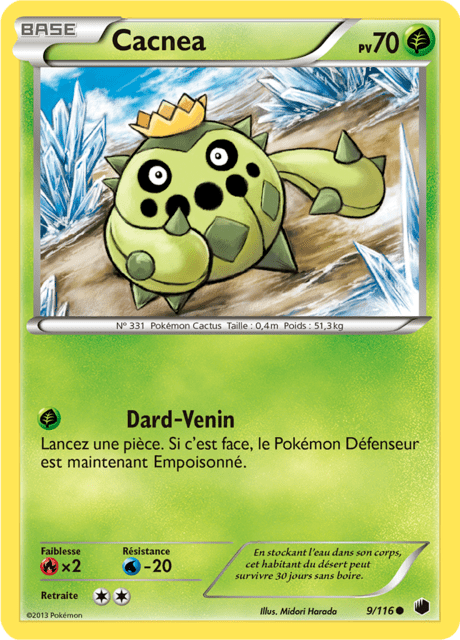 BASE
Cacnea
PV70
N° 331 Pokémon Cactus Taille : 0,4m Poids : 51,3kg
Dard-Venin
Lancez une pièce. Si c'est face, le Pokémon Défenseur
est maintenant Empoisonné.
Faiblesse
×2
Résistance
-20
Retraite
En stockant l'eau dans son corps,
cet habitant du désert peut
survivre 30 jours sans boire.
©2013 Pokémon
Illus. Midori Harada
9/116